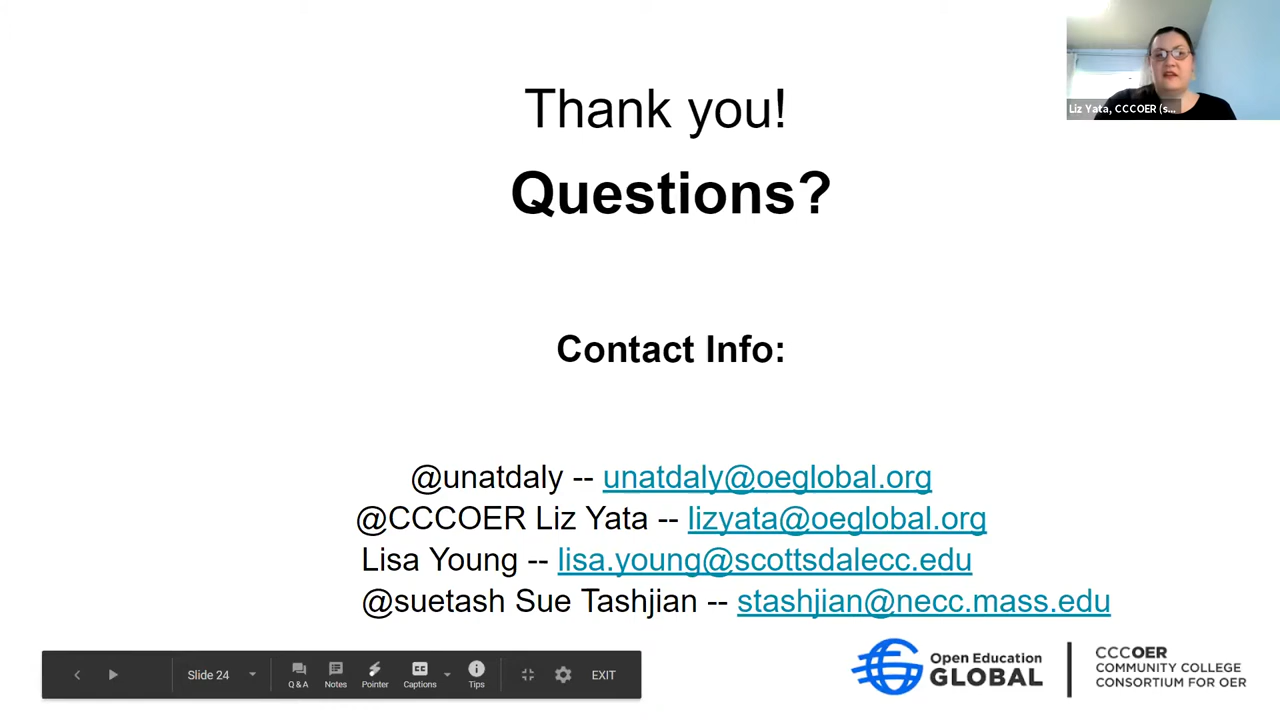 Thank you!
Questions?
Liz Yata, CCCOER (s...
Contact Info:
@unatdaly -- unatdaly@oeglobal.org
@CCCOER Liz Yata -- lizyata@oeglobal.org
Lisa Young -- lisa.young@scottsdalecc.edu
@suetash Sue Tashjian -- stashjian@necc.mass.edu
Slide 24
Q & A
Notes
Pointer
CC
Captions
Tips
EXIT
Open Education
GLOBAL
CCCOER
COMMUNITY COLLEGE
CONSORTIUM FOR OER